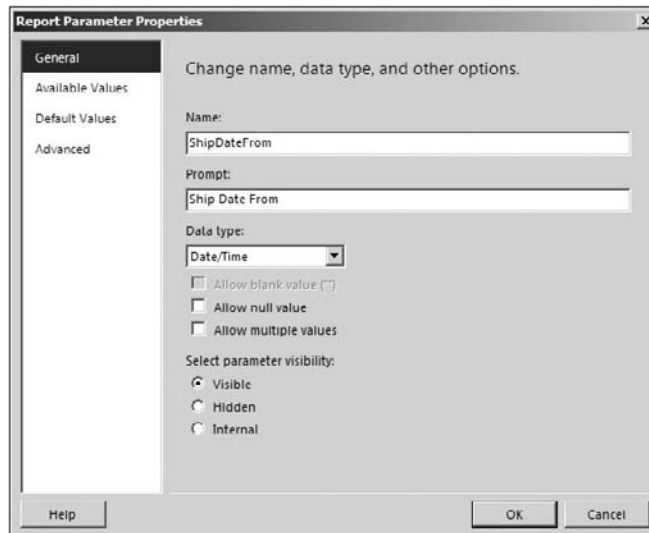 Report Parameter Properties
General
Available Values
Default Values
Advanced
Change name, data type, and other options.
Name:
ShipDateFrom
Prompt:
Ship Date From
Data type:
Date/Time
Allow blank value ("")
Allow null value
Allow multiple values
Select parameter visibility:
Visible
Hidden
Internal
Help
OK
Cancel